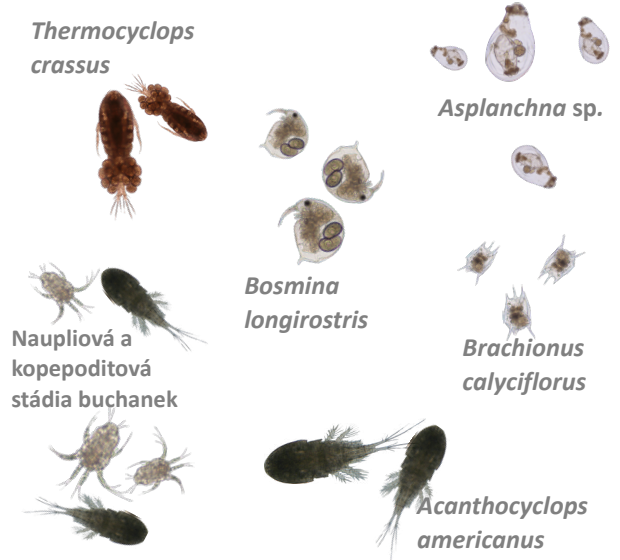 Thermocyclops
crassus
Asplanchna sp.
Bosmina
longirostris
Naupliová a
kopepoditová
stádia buchanek
Brachionus
calyciflorus
Acanthocyclops
americanus